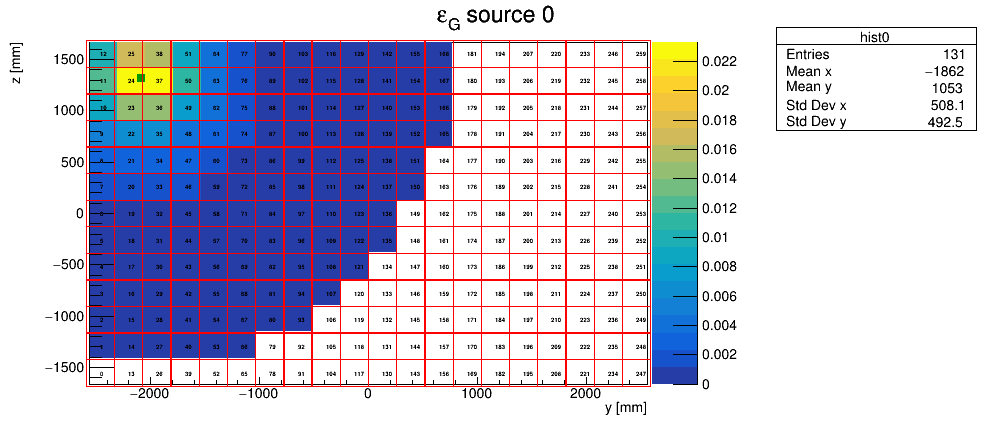 ε_G source 0
z [mm]
12 25 38 51 64 77 90 103 116 129 142 155 168 181 194 207 220 233 246 259
1500
11 24 37 50 63 76 89 102 115 128 141 154 167 180 193 206 219 232 245 258
1000
10 23 36 49 62 75 88 101 114 127 140 153 166 179 192 205 218 231 244 257
9 22 35 48 61 74 87 100 113 126 139 152 165 178 191 204 217 230 243 256
500
8 21 34 47 60 73 86 99 112 125 138 151 164 177 190 203 216 229 242 255
7 20 33 46 59 72 85 98 111 124 137 150 163 176 189 202 215 228 241 254
0
6 19 32 45 58 71 84 97 110 123 136 149 162 175 188 201 214 227 240 253
5 18 31 44 57 70 83 96 109 122 135 148 161 174 187 200 213 226 239 252
−500
4 17 30 43 56 69 82 95 108 121 134 147 160 173 186 199 212 225 238 251
3 16 29 42 55 68 81 94 107 120 133 146 159 172 185 198 211 224 237 250
−1000
2 15 28 41 54 67 80 93 106 119 132 145 158 171 184 197 210 223 236 249
1 14 27 40 53 66 79 92 105 118 131 144 157 170 183 196 209 222 235 248
−1500
0 13 26 39 52 65 78 91 104 117 130 143 156 169 182 195 208 221 234 247
−2000 −1000 0 1000 2000
y [mm]
0.022
0.02
0.018
0.016
0.014
0.012
0.01
0.008
0.006
0.004
0.002
0
hist0
Entries 131
Mean x −1862
Mean y 1053
Std Dev x 508.1
Std Dev y 492.5